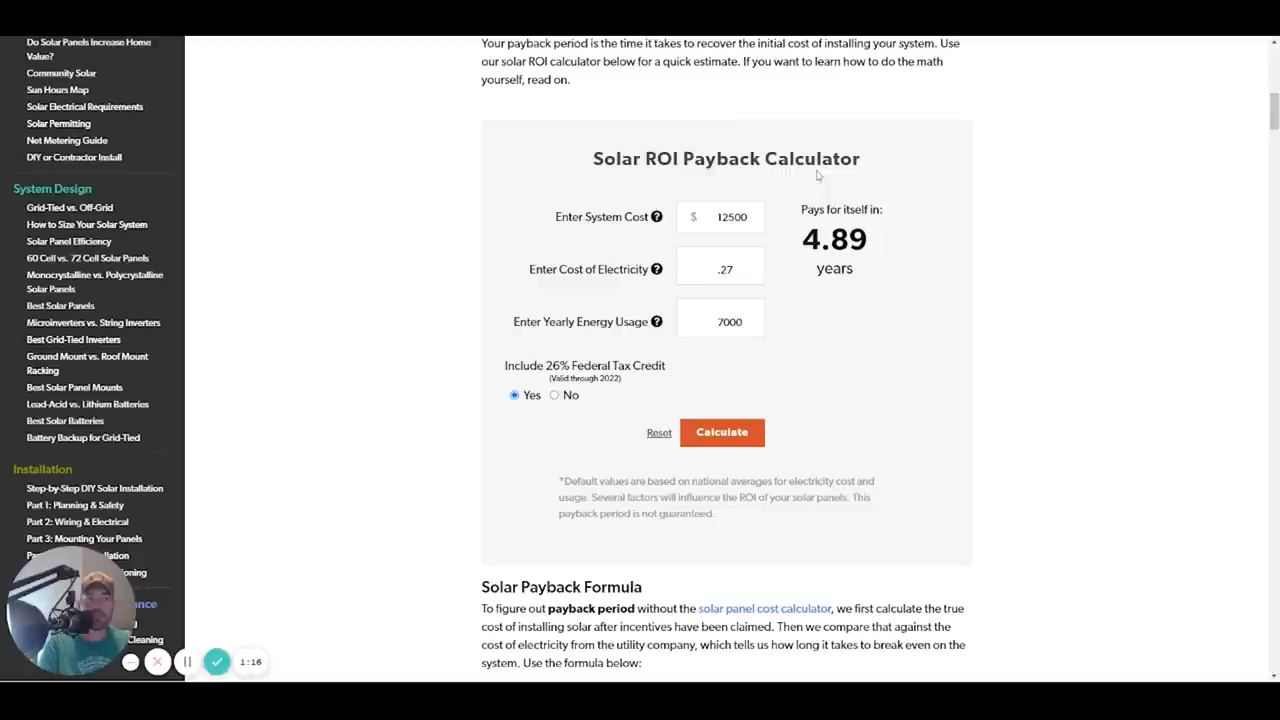 Do Solar Panels Increase Home
Value?
Community Solar
Sun Hours Map
Solar Electrical Requirements
Solar Permitting
Net Metering Guide
DIY or Contractor Install
System Design
Grid-Tied vs. Off-Grid
How to Size Your Solar System
Solar Panel Efficiency
60 Cell vs. 72 Cell Solar Panels
Monocrystalline vs. Polycrystalline
Solar Panels
Best Solar Panels
Microinverters vs. String Inverters
Best Grid-Tied Inverters
Ground Mount vs. Roof Mount
Racking
Best Solar Panel Mounts
Lead-Acid vs. Lithium Batteries
Best Solar Batteries
Battery Backup for Grid-Tied
Installation
Step-by-Step DIY Solar Installation
Part 1: Planning & Safety
Part 2: Wiring & Electrical
Part 3: Mounting Your Panels
Cleaning
1:16
Your payback period is the time it takes to recover the initial cost of installing your system. Use
our solar ROI calculator below for a quick estimate. If you want to learn how to do the math
yourself, read on.
Solar ROI Payback Calculator
Enter System Cost ? $ 12500
Enter Cost of Electricity ? .27
Enter Yearly Energy Usage ? 7000
Include 26% Federal Tax Credit
(Valid through 2022)
Yes No
Reset Calculate
Pays for itself in:
4.89
years
*Default values are based on national averages for electricity cost and
usage. Several factors will influence the ROI of your solar panels. This
payback period is not guaranteed.
Solar Payback Formula
To figure out payback period without the solar panel cost calculator, we first calculate the true
cost of installing solar after incentives have been claimed. Then we compare that against the
cost of electricity from the utility company, which tells us how long it takes to break even on the
system. Use the formula below: